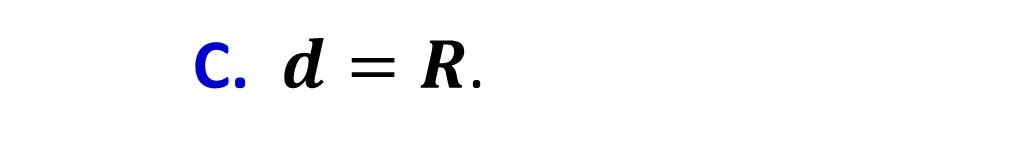 C. d = R.